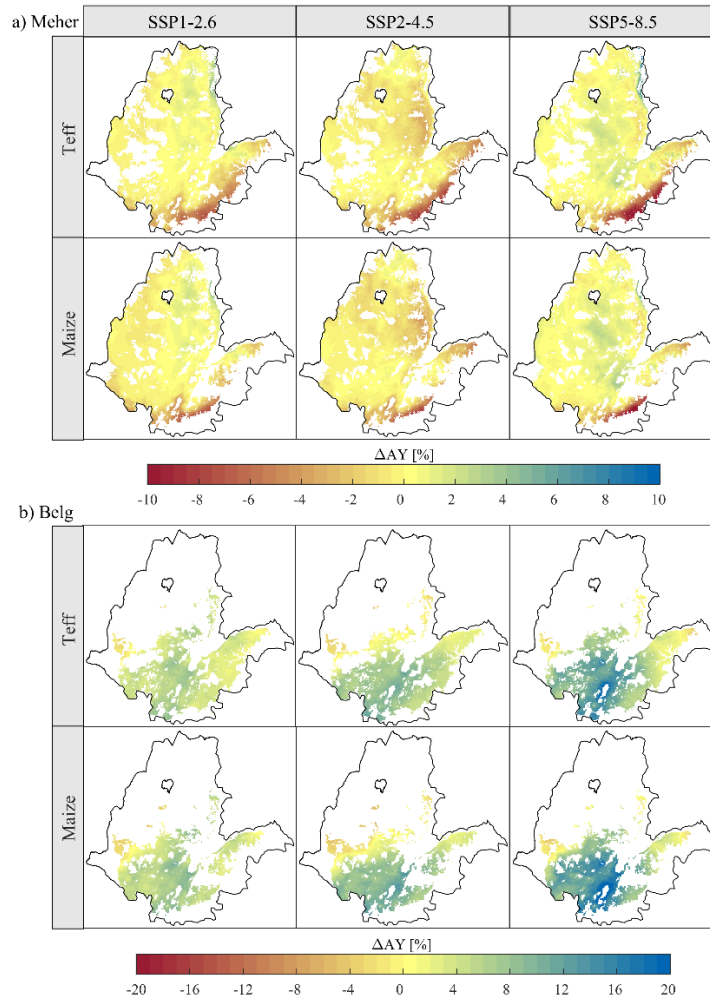 a) Meher
SSP1-2.6 SSP2-4.5 SSP5-8.5
Teff
Maize
ΔAY [%]
-10 -8 -6 -4 -2 0 2 4 6 8 10
b) Belg
Teff
Maize
ΔAY [%]
-20 -16 -12 -8 -4 0 4 8 12 16 20